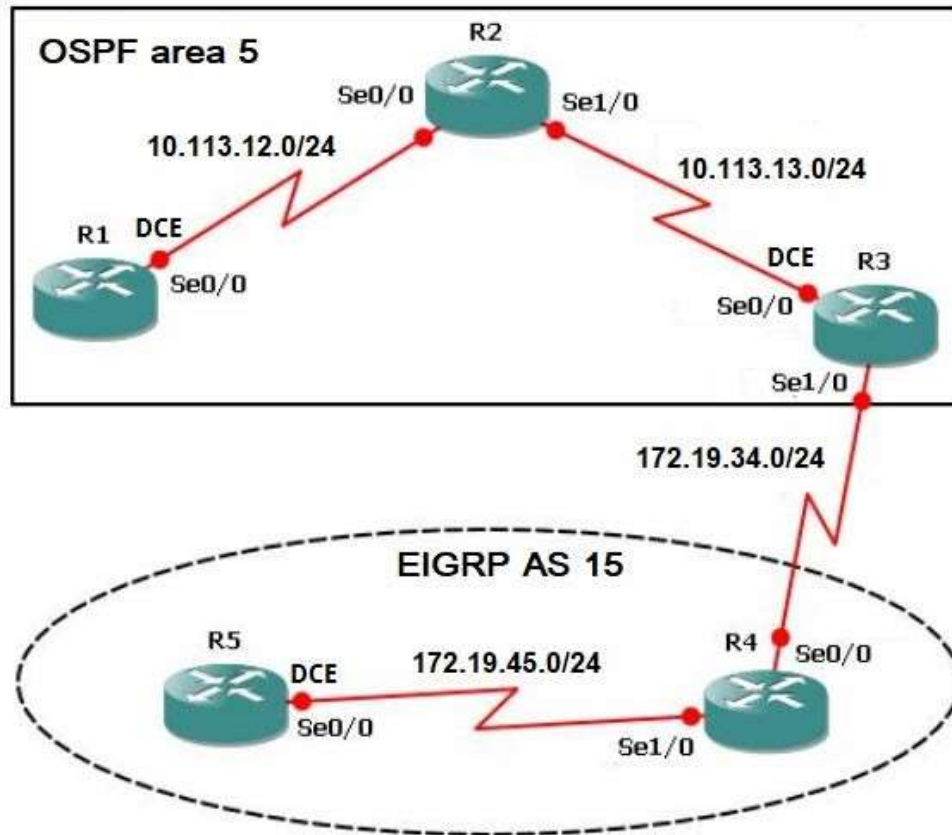 OSPF area 5
R2
Se0/0
Se1/0
10.113.12.0/24
10.113.13.0/24
R1
DCE
Se0/0
DCE
R3
Se0/0
Se1/0
172.19.34.0/24
EIGRP AS 15
R5
DCE
172.19.45.0/24
R4
Se0/0
Se0/0
Se1/0